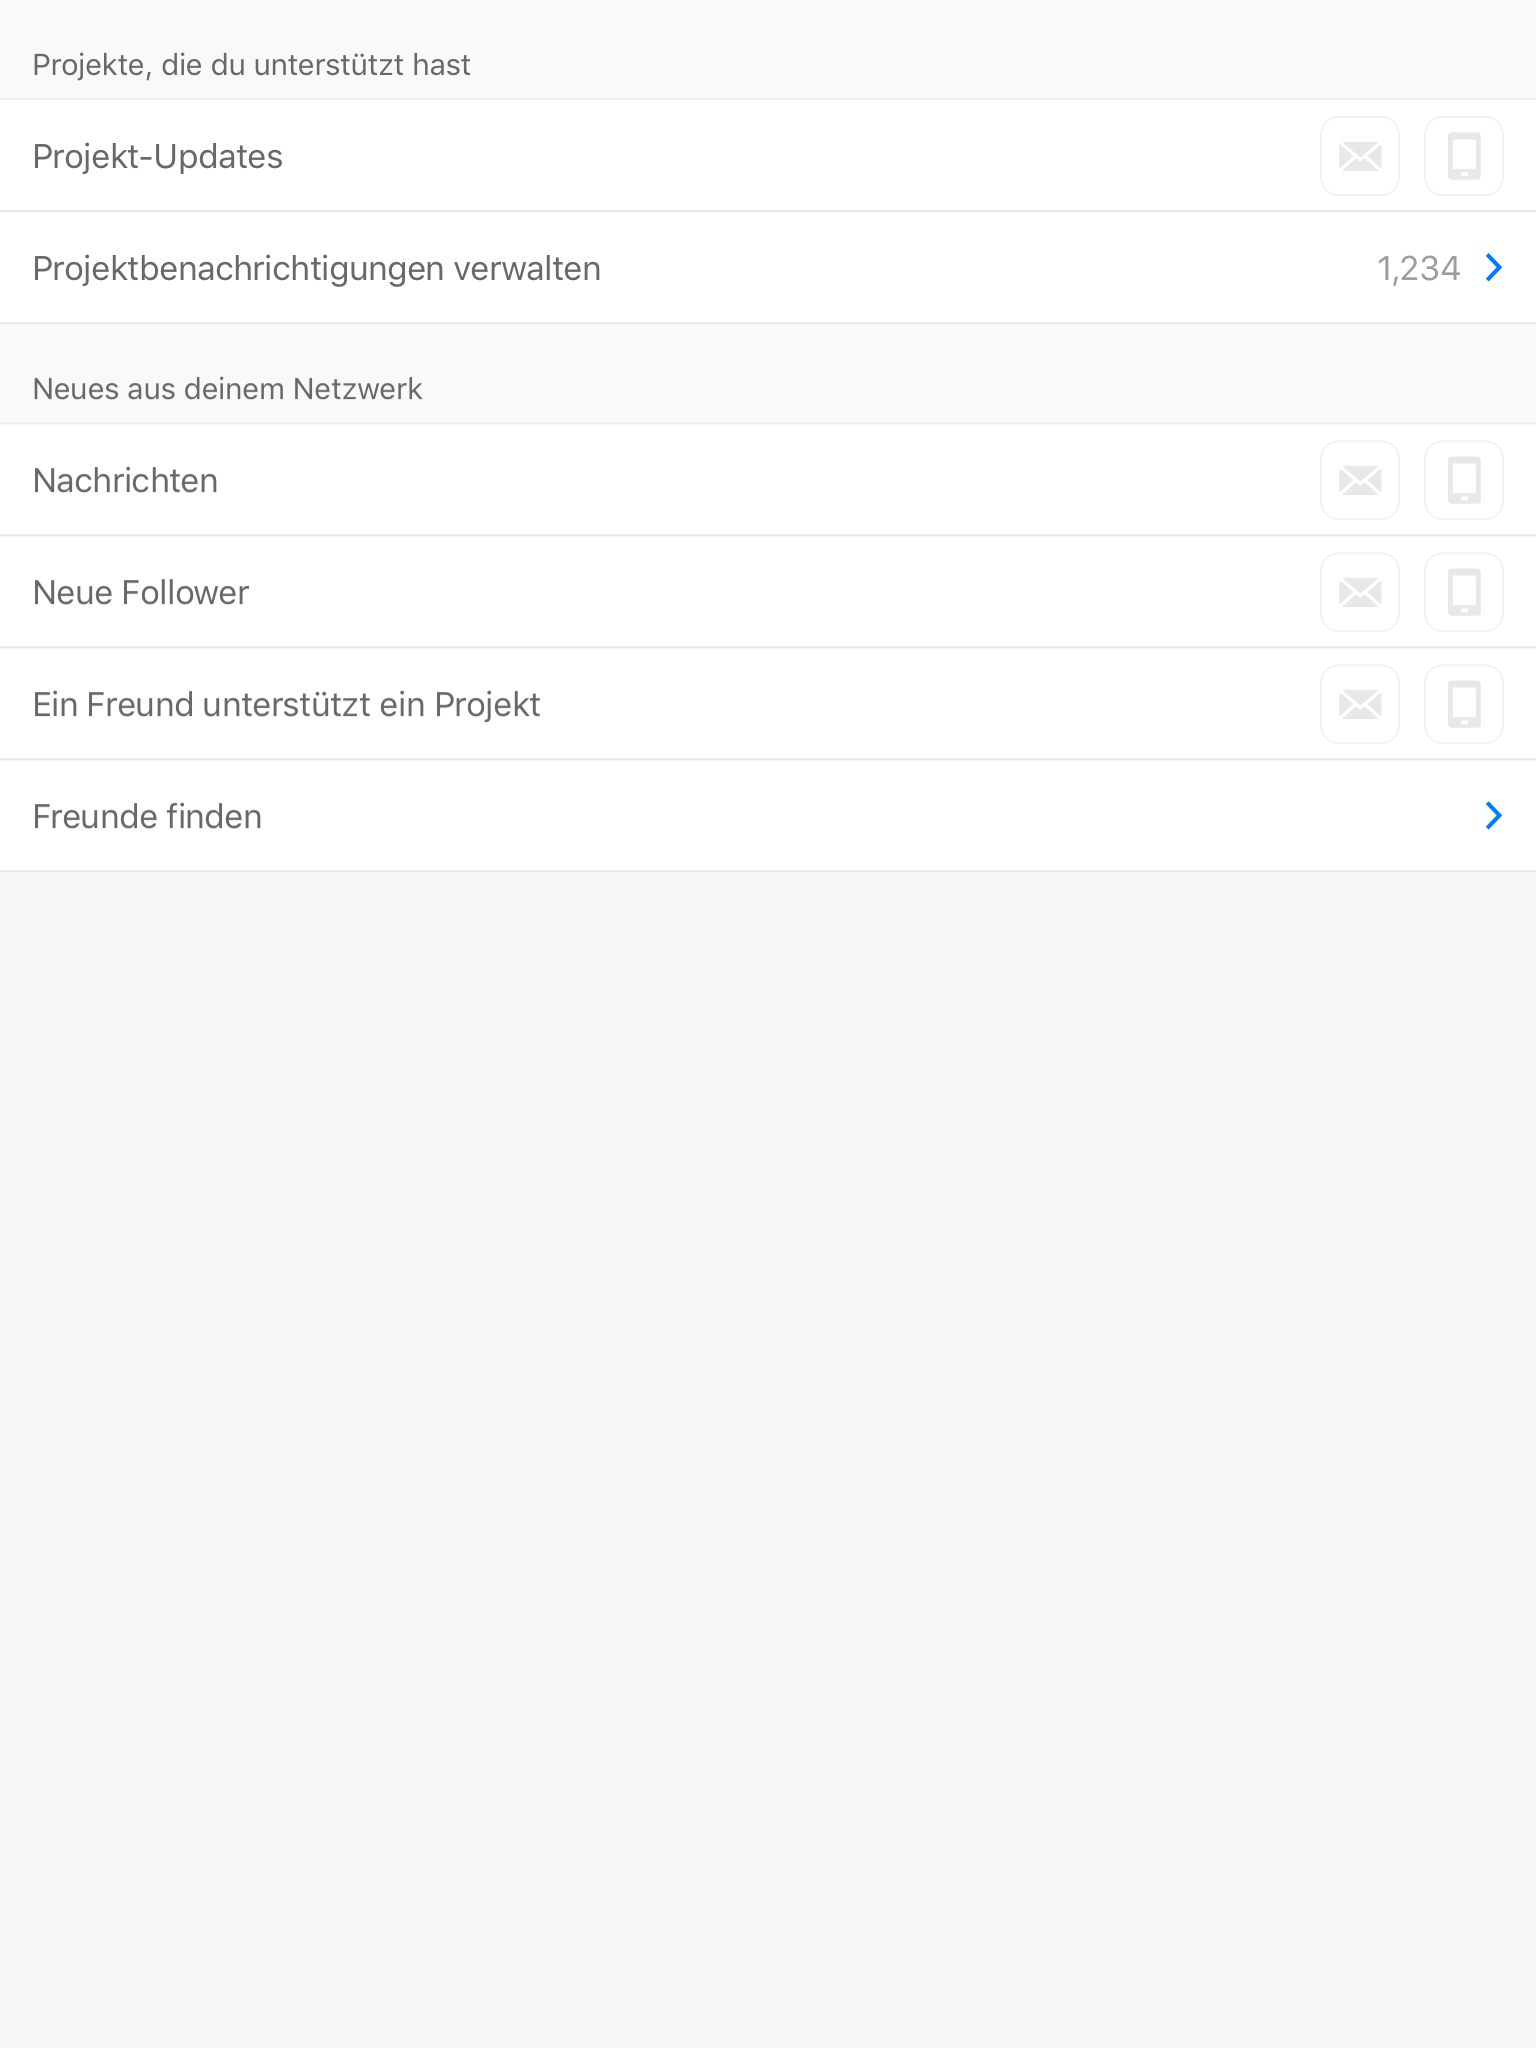 Projekte, die du unterstützt hast
Projekt-Updates
Projektbenachrichtigungen verwalten 1,234
Neues aus deinem Netzwerk
Nachrichten
Neue Follower
Ein Freund unterstützt ein Projekt
Freunde finden